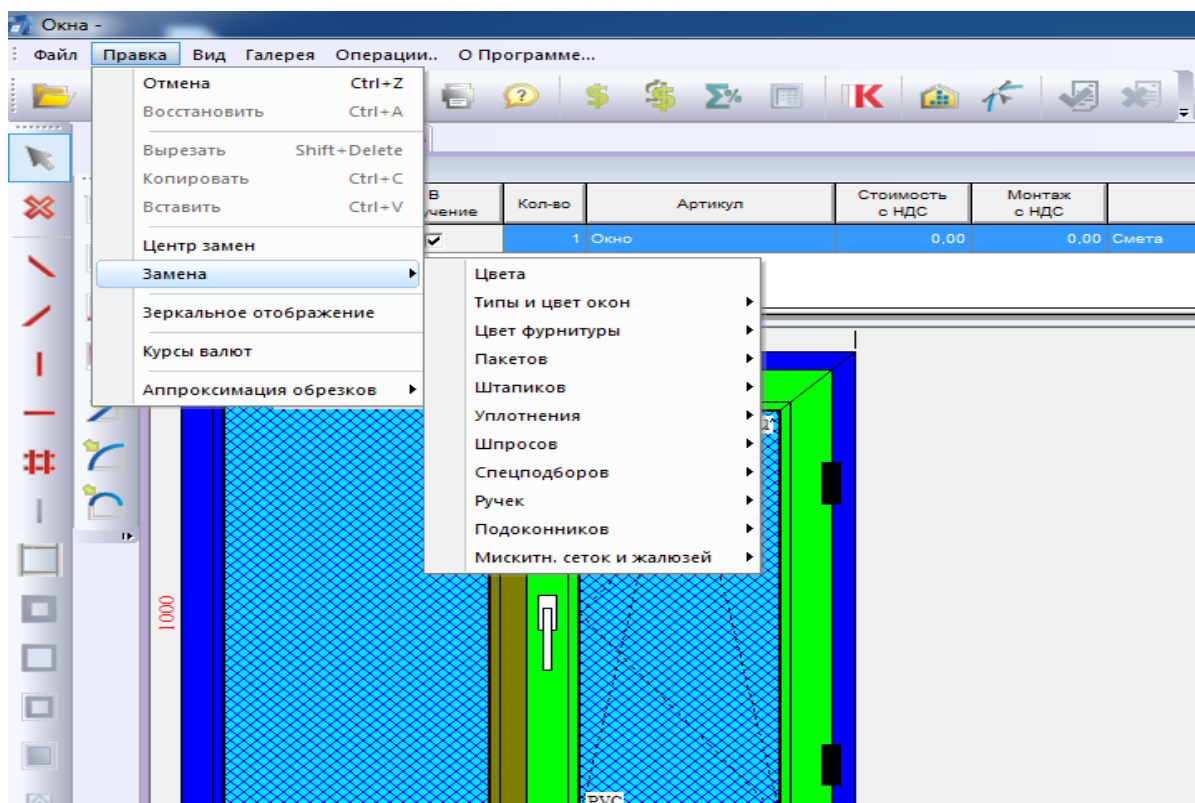 Окна -
Файл Правка Вид Галерея Операции.. О Программе...
Отмена Ctrl+Z
Восстановить Ctrl+A
Вырезать Shift+Delete
Копировать Ctrl+C
Вставить Ctrl+V
Центр замен
Замена
Зеркальное отображение
Курсы валют
Аппроксимация обрезков
В
Кол-во Артикул Стоимость с НДС Монтаж с НДС
1 Окно 0,00 0,00 Смета
Цвета
Типы и цвет окон
Цвет фурнитуры
Пакетов
Штапиков
Уплотнения
Шпросов
Спецподборов
Ручек
Подоконников
Мискитн. сеток и жалюзей
1000
РУС